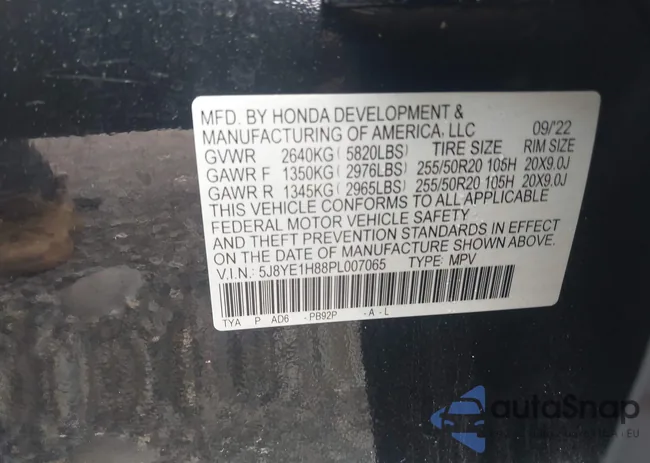 MFD. BY HONDA DEVELOPMENT &
MANUFACTURING OF AMERICA, LLC 09/'22
GVWR 2640KG( 5820LBS) TIRE SIZE RIM SIZE
GAWR F 1350KG( 2976LBS) 255/50R20 105H 20X9.0J
GAWR R 1345KG( 2965LBS) 255/50R20 105H 20X9.0J
THIS VEHICLE CONFORMS TO ALL APPLICABLE
FEDERAL MOTOR VEHICLE SAFETY
AND THEFT PREVENTION STANDARDS IN EFFECT
ON THE DATE OF MANUFACTURE SHOWN ABOVE.
V.I.N.: 5J8YE1H88PL007065 TYPE: MPV
TYA P AD6 - PB92P - A - L
autoSnap
EU